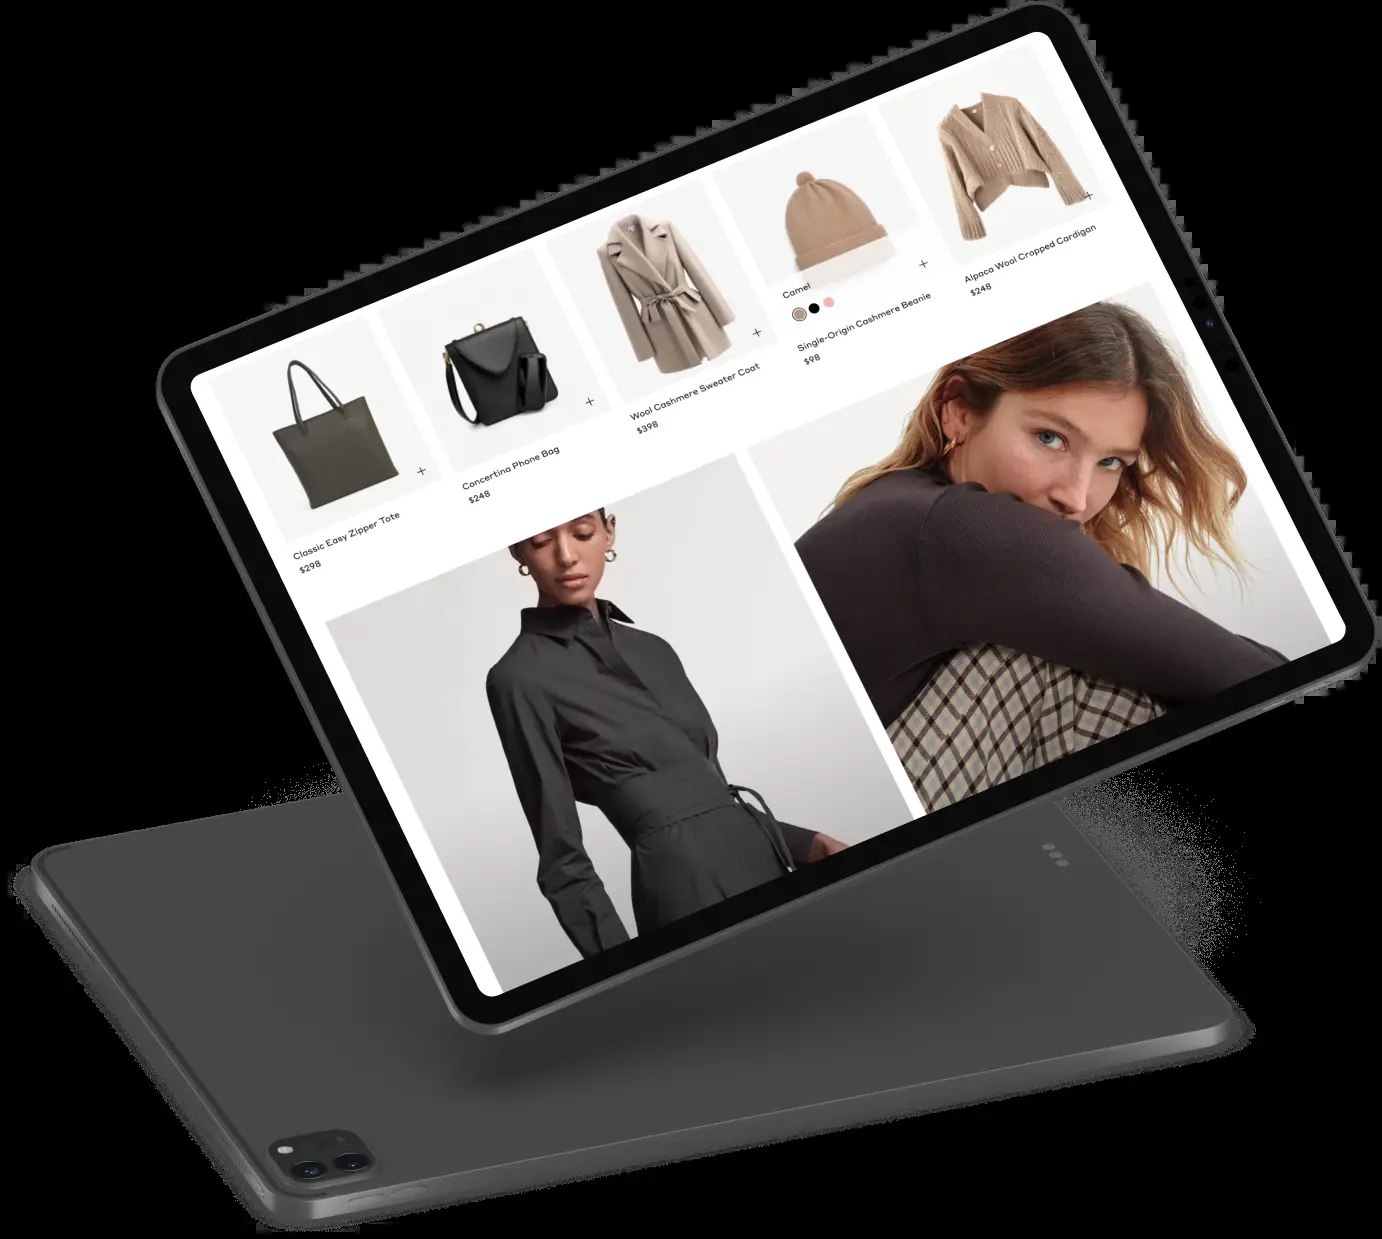 Classic Easy Zipper Tote
$298
Concertina Phone Bag
$248
Wool Cashmere Sweater Coat
$398
Camel
Single-Origin Cashmere Beanie
$98
Alpaca Wool Cropped Cardigan
$248